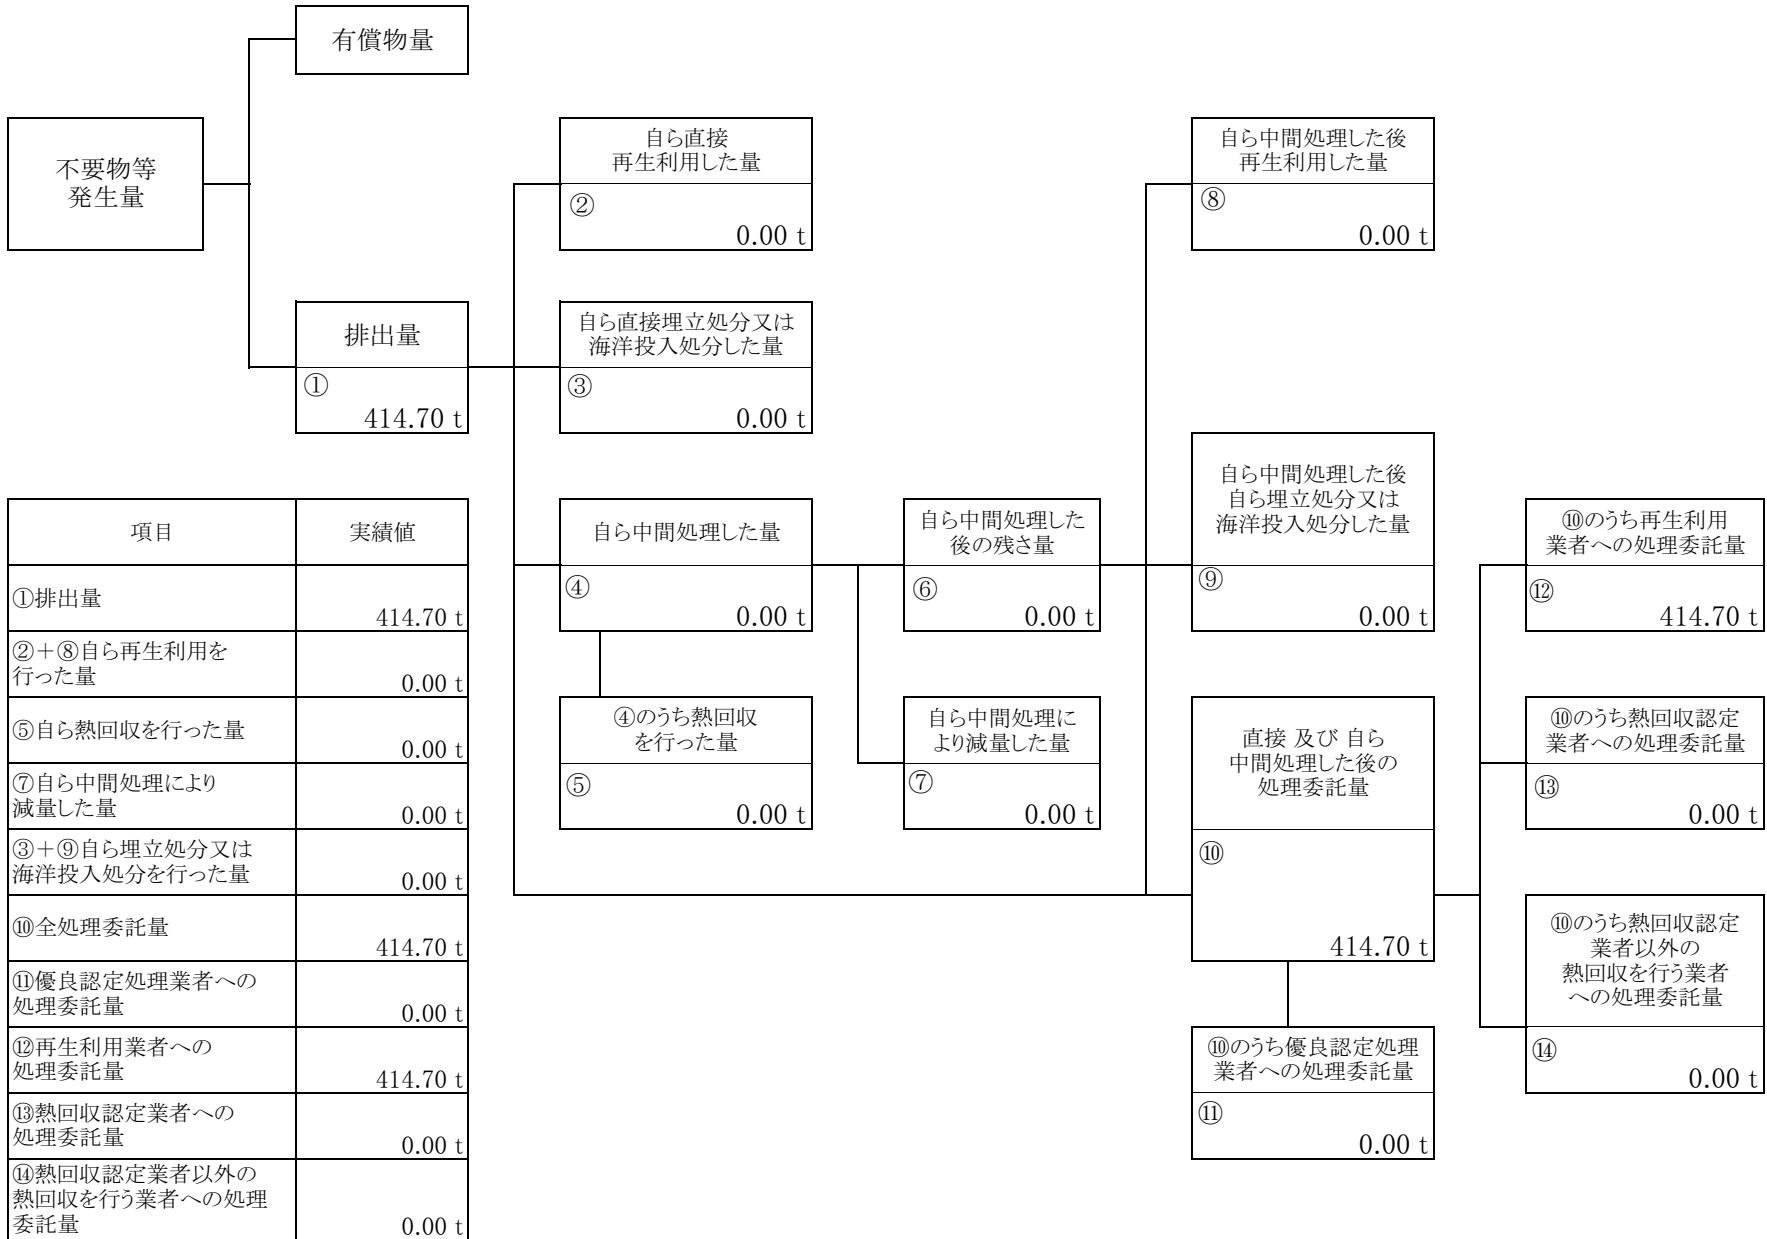 有償物量
不要物等
発生量
排出量
①
414.70 t
自ら直接
再生利用した量
②
0.00 t
自ら直接埋立処分又は
海洋投入処分した量
③
0.00 t
自ら中間処理した量
④
0.00 t
④のうち熱回収
を行った量
⑤
0.00 t
自ら中間処理した
後の残さ量
⑥
0.00 t
自ら中間処理に
より減量した量
⑦
0.00 t
自ら中間処理した後
再生利用した量
⑧
0.00 t
自ら中間処理した後
自ら埋立処分又は
海洋投入処分した量
⑨
0.00 t
直接 及び 自ら
中間処理した後の
処理委託量
⑩
414.70 t
⑩のうち優良認定処理
業者への処理委託量
⑪
0.00 t
⑩のうち再生利用
業者への処理委託量
⑫
414.70 t
⑩のうち熱回収認定
業者への処理委託量
⑬
0.00 t
⑩のうち熱回収認定
業者以外の
熱回収を行う業者
への処理委託量
⑭
0.00 t
項目 実績値
①排出量
414.70 t
②＋⑧自ら再生利用を
行った量
0.00 t
⑤自ら熱回収を行った量
0.00 t
⑦自ら中間処理により
減量した量
0.00 t
③＋⑨自ら埋立処分又は
海洋投入処分を行った量
0.00 t
⑩全処理委託量
414.70 t
⑪優良認定処理業者への
処理委託量
0.00 t
⑫再生利用業者への
処理委託量
414.70 t
⑬熱回収認定業者への
処理委託量
0.00 t
⑭熱回収認定業者以外の
熱回収を行う業者への処理
委託量
0.00 t